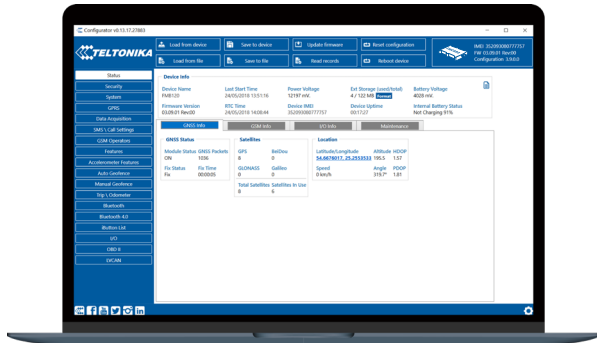 Configurator v0.13.17.27883
TELTONIKA
Load from device
Save to device
Update firmware
Reset configuration
Load from file
Save to file
Read records
Reboot device
IMEI 352093080777757
FW 03.09.01 Rev:00
Configuration 1.9.0.0
Status
Security
System
GPRS
Data Acquisition
SMS \ Call Settings
GSM Operators
Features
Accelerometer Features
Auto Geofence
Manual Geofence
Trip \ Odometer
Bluetooth
Bluetooth 4.0
iButton List
I/O
OBD II
LVCAN
Device Info
Device Name Last Start Time Power Voltage Ext Storage (used/total) Battery Voltage
FMB120 24/05/2018 13:51:16 12197 mV. 4 / 122 MB Format 4028 mV.
Firmware Version RTC Time Device IMEI Device Uptime Internal Battery Status
03.09.01 Rev:00 24/05/2018 14:08:44 352093080777757 00:17:27 Not Charging 91%
GNSS Info GSM Info I/O Info Maintenance
GNSS Status
Module Status GNSS Packets
ON 1036
Fix Status Fix Time
Fix 00:00:05
Satellites
GPS BeiDou
8 0
GLONASS Galileo
0 0
Total Satellites Satellites In Use
8 6
Location
Latitude/Longitude Altitude HDOP
54.6678017, 25.2553533 195.5 1.57
Speed Angle PDOP
0 km/h 319.7° 1.81